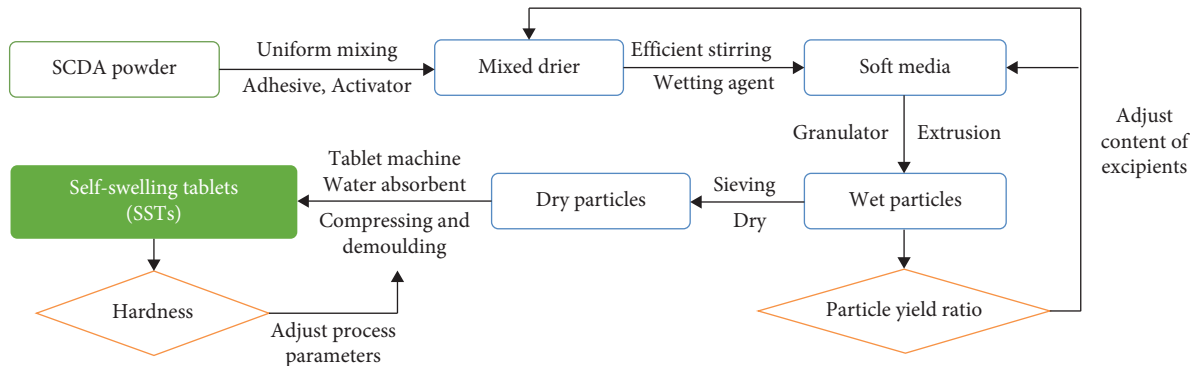 SCDA powder
Uniform mixing
Adhesive, Activator
Mixed drier
Efficient stirring
Wetting agent
Soft media
Adjust
content of
excipients
Granulator
Extrusion
Self-swelling tablets
(SSTs)
Tablet machine
Water absorbent
Compressing and
demoulding
Dry particles
Sieving
Dry
Wet particles
Hardness
Adjust process
parameters
Particle yield ratio